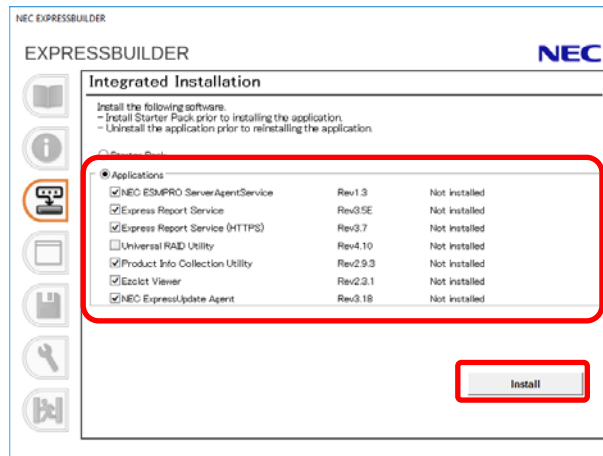 NEC EXPRESSBUILDER
EXPRESSBUILDER NEC
Integrated Installation
Install the following software.
- Install Starter Pack prior to installing the application.
- Uninstall the application prior to reinstalling the application.
Starter Pack
Applications
NEC ESMPRO ServerAgentService Rev1.3 Not installed
Express Report Service Rev3.5E Not installed
Express Report Service (HTTPS) Rev3.7 Not installed
Universal RAID Utility Rev4.10 Not installed
Product Info Collection Utility Rev2.9.3 Not installed
Ezclct Viewer Rev2.3.1 Not installed
NEC ExpressUpdate Agent Rev3.18 Not installed
Install